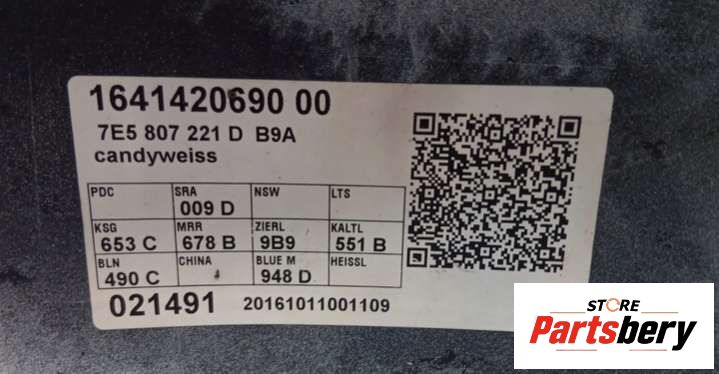 1641420690 00
7E5 807 221 D B9A
candyweiss
PDC SRA NSW LTS
009 D
KSG MRR ZIERL KALTL
653 C 678 B 9B9 551 B
BLN CHINA BLUE M HEISSL
490 C 948 D
021491 20161011001109
STORE
Partsbery